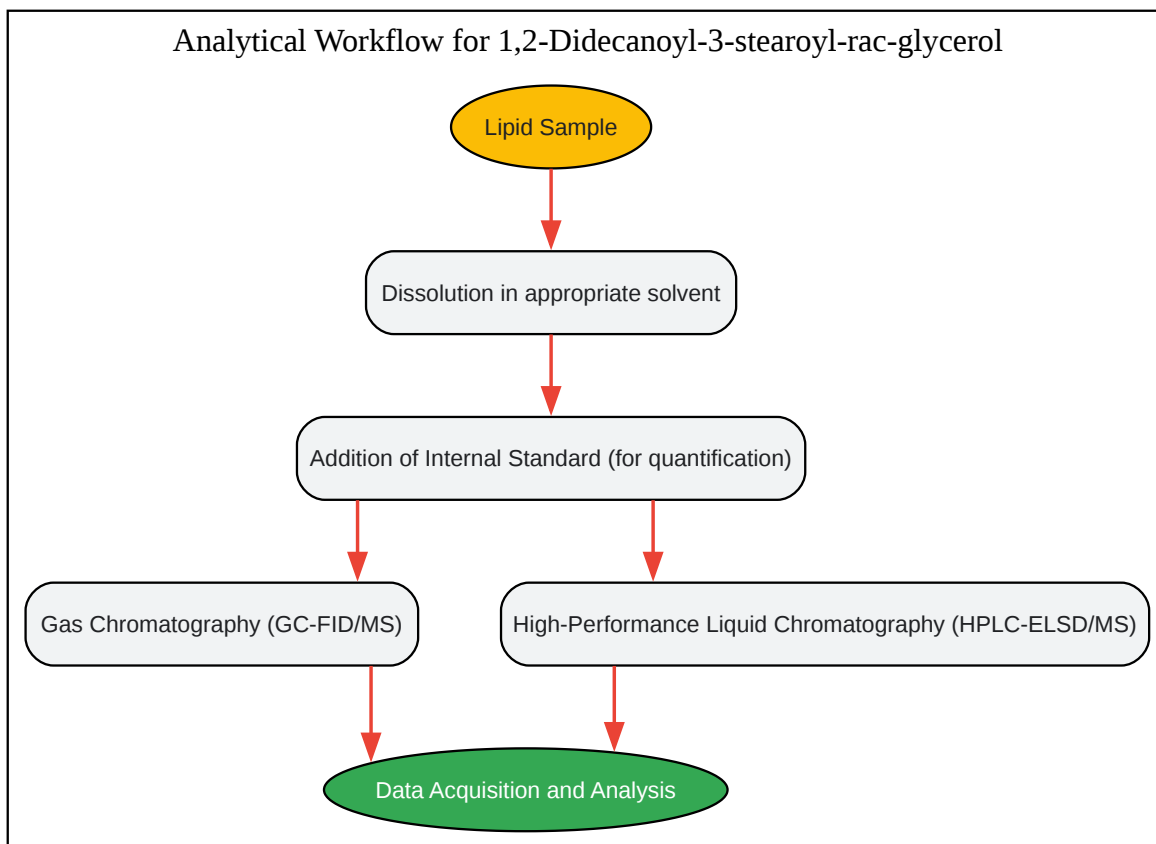 Analytical Workflow for 1,2-Didecanoyl-3-stearoyl-rac-glycerol
Lipid Sample
Dissolution in appropriate solvent
Addition of Internal Standard (for quantification)
Gas Chromatography (GC-FID/MS)
High-Performance Liquid Chromatography (HPLC-ELSD/MS)
Data Acquisition and Analysis